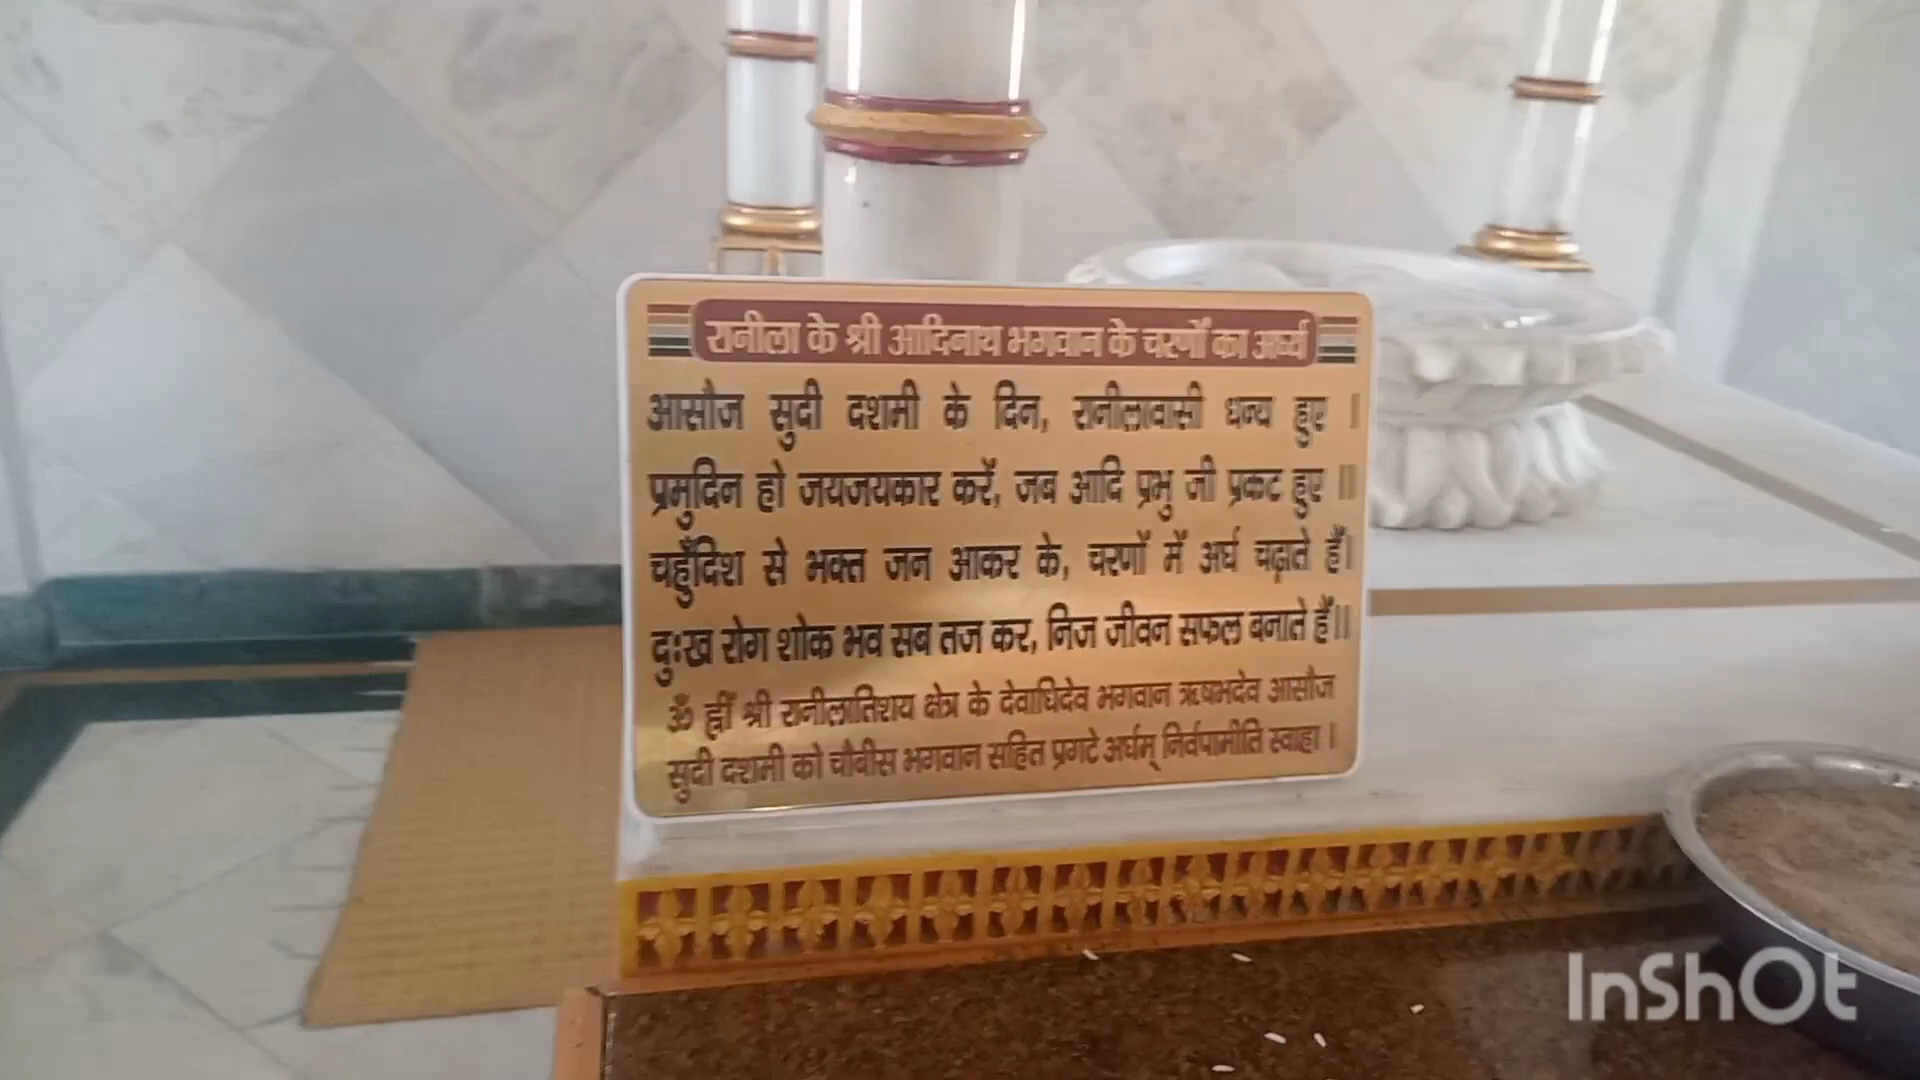 रानीला के श्री आदिनाथ भगवान के चरणों का अर्घ्य
आसौज सुदी दशमी के दिन, रानीलावासी धन्य हुए ।
प्रमुदिन हो जयजयकार करें, जब आदि प्रभु जी प्रकट हुए ॥
चहुँदिश से भक्त जन आकर के, चरणों में अर्घ चढ़ाते हैं।
दुःख रोग शोक भव सब तज कर, निज जीवन सफल बनाते हैं।।
ॐ ह्रीं श्री रानीलातिशय क्षेत्र के देवाधिदेव भगवान ऋषभदेव आसौज
सुदी दशमी को चौबीस भगवान सहित प्रगटे अर्घम् निर्वपामीति स्वाहा ।
InShOt